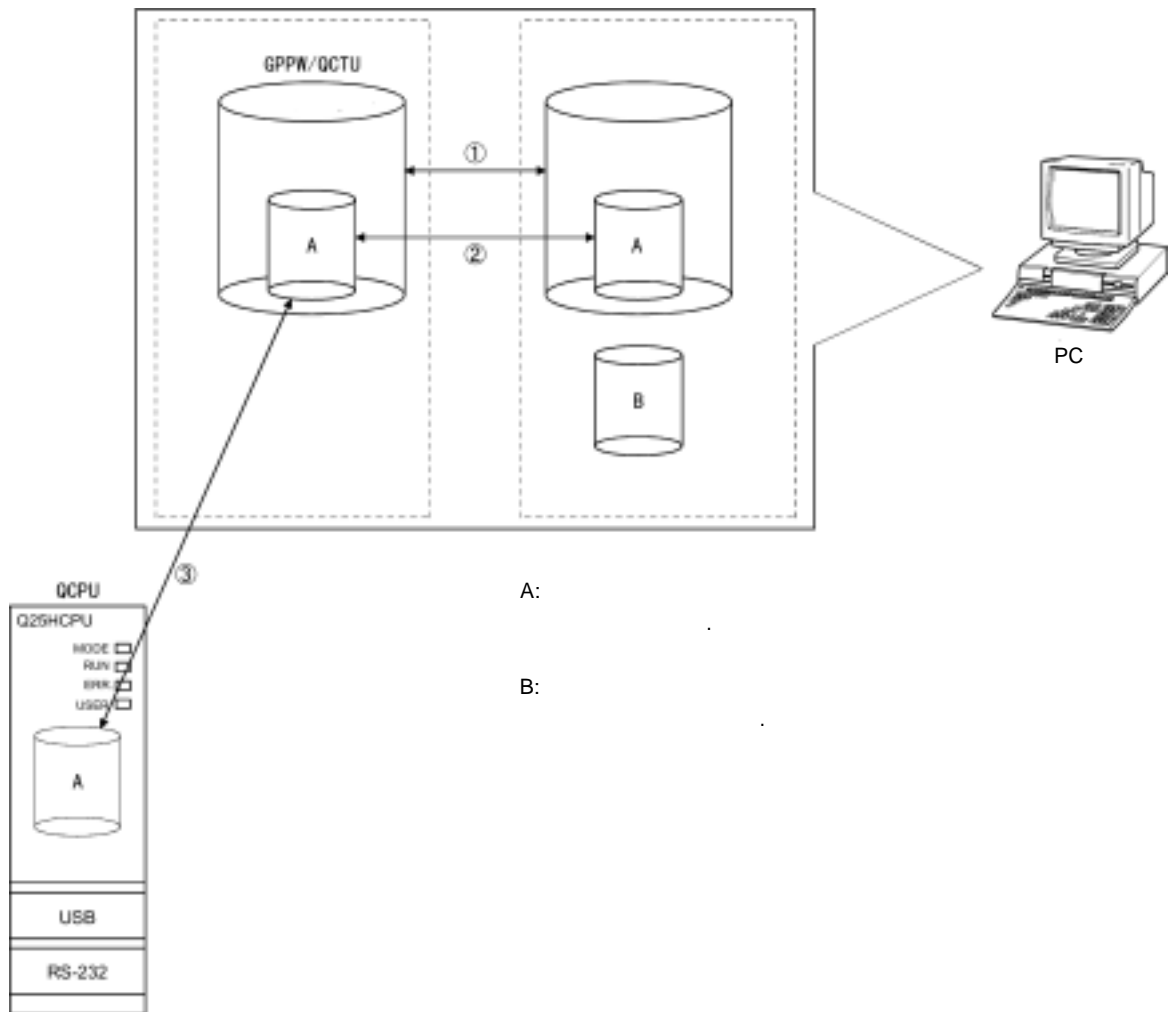 GPPW/QCTU
①
A
②
A
B
PC
③
QCPU
Q25HCPU
MODE
RUN
ERR.
USER
A
USB
RS-232
A:
.
B:
.